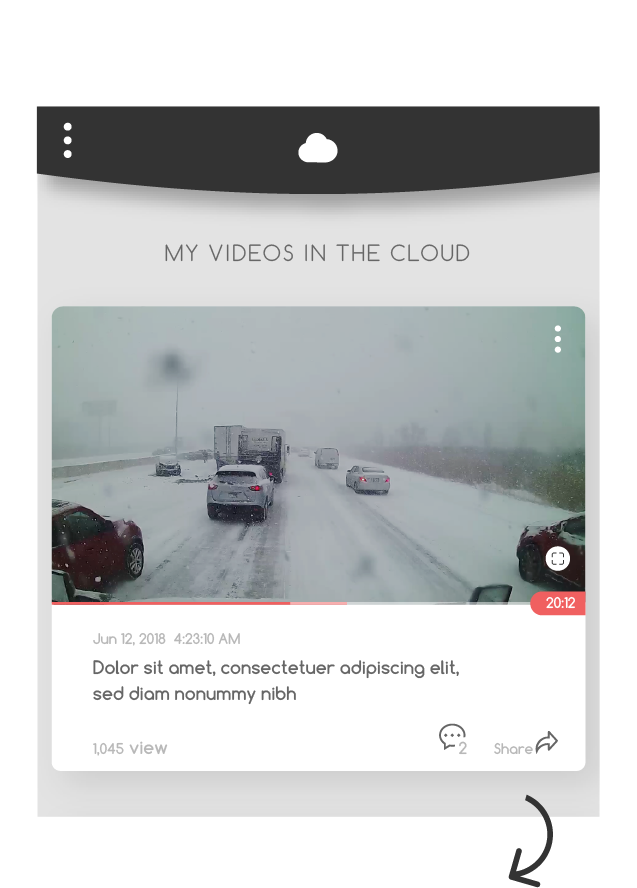 MY VIDEOS IN THE CLOUD
20:12
Jun 12, 2018 4:23:10 AM
Dolor sit amet, consectetuer adipiscing elit,
sed diam nonummy nibh
1,045 view
2
Share